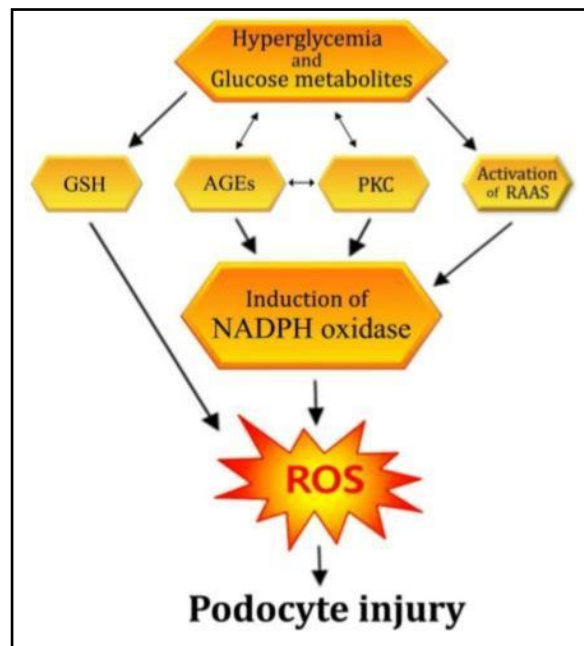 Hyperglycemia
and
Glucose metabolites
GSH
AGEs
PKC
Activation
of RAAS
Induction of
NADPH oxidase
ROS
Podocyte injury